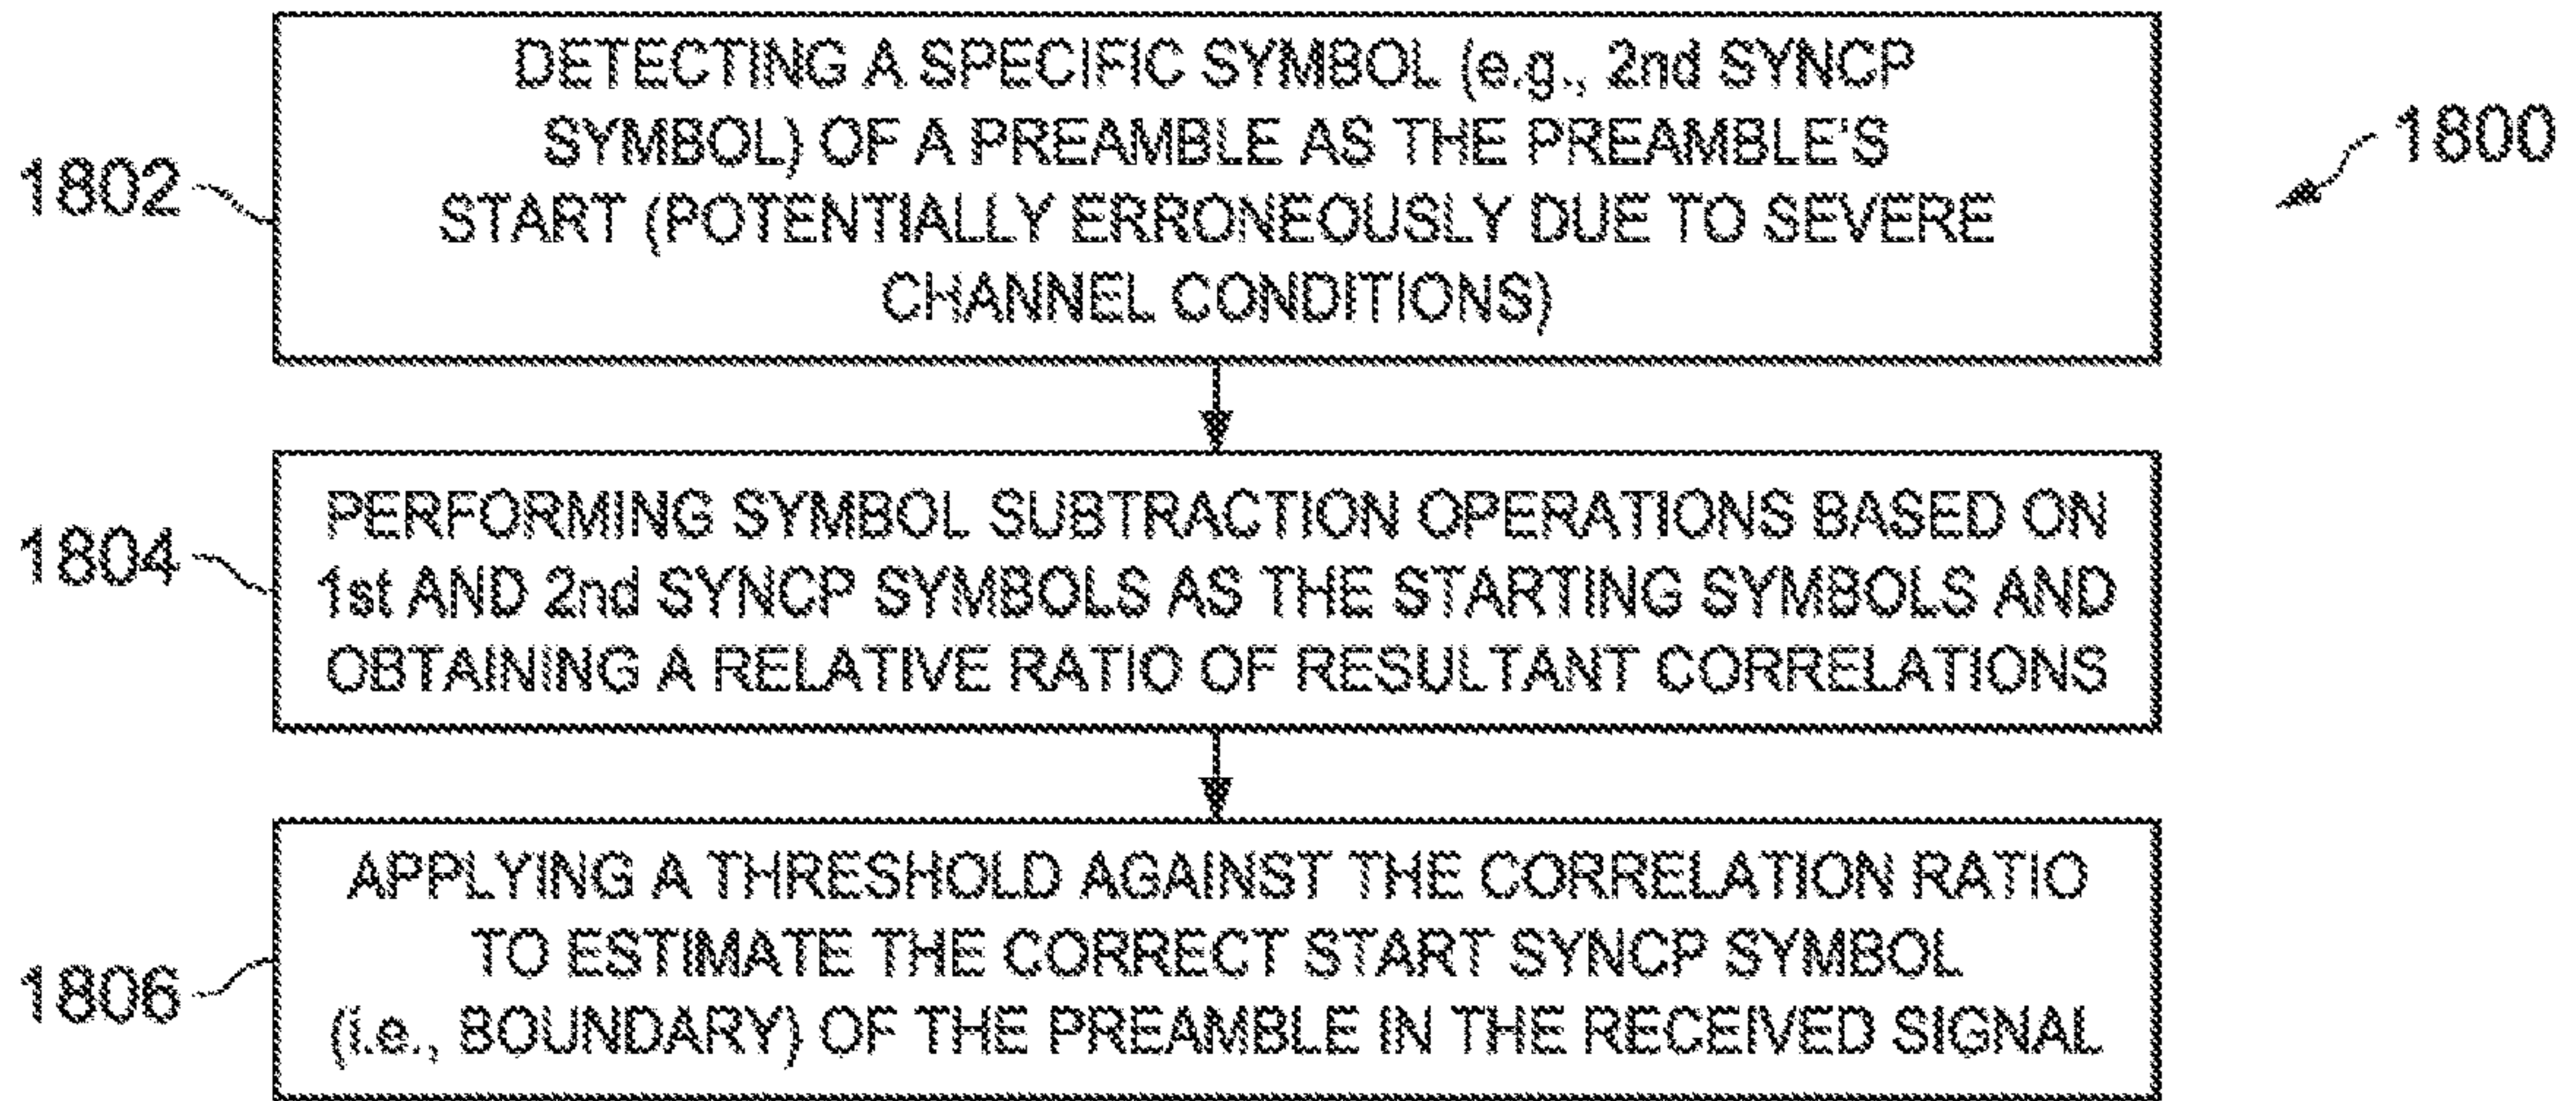 DETECTING A SPECIFIC SYMBOL (e.g., 2nd SYNCP
SYMBOL) OF A PREAMBLE AS THE PREAMBLE'S
START (POTENTIALLY ERRONEOUSLY DUE TO SEVERE
CHANNEL CONDITIONS)
1800
1802
PERFORMING SYMBOL SUBTRACTION OPERATIONS BASED ON
1st AND 2nd SYNCP SYMBOLS AS THE STARTING SYMBOLS AND
OBTAINING A RELATIVE RATIO OF RESULTANT CORRELATIONS
1804
APPLYING A THRESHOLD AGAINST THE CORRELATION RATIO
TO ESTIMATE THE CORRECT START SYNCP SYMBOL
(i.e., BOUNDARY) OF THE PREAMBLE IN THE RECEIVED SIGNAL
1806